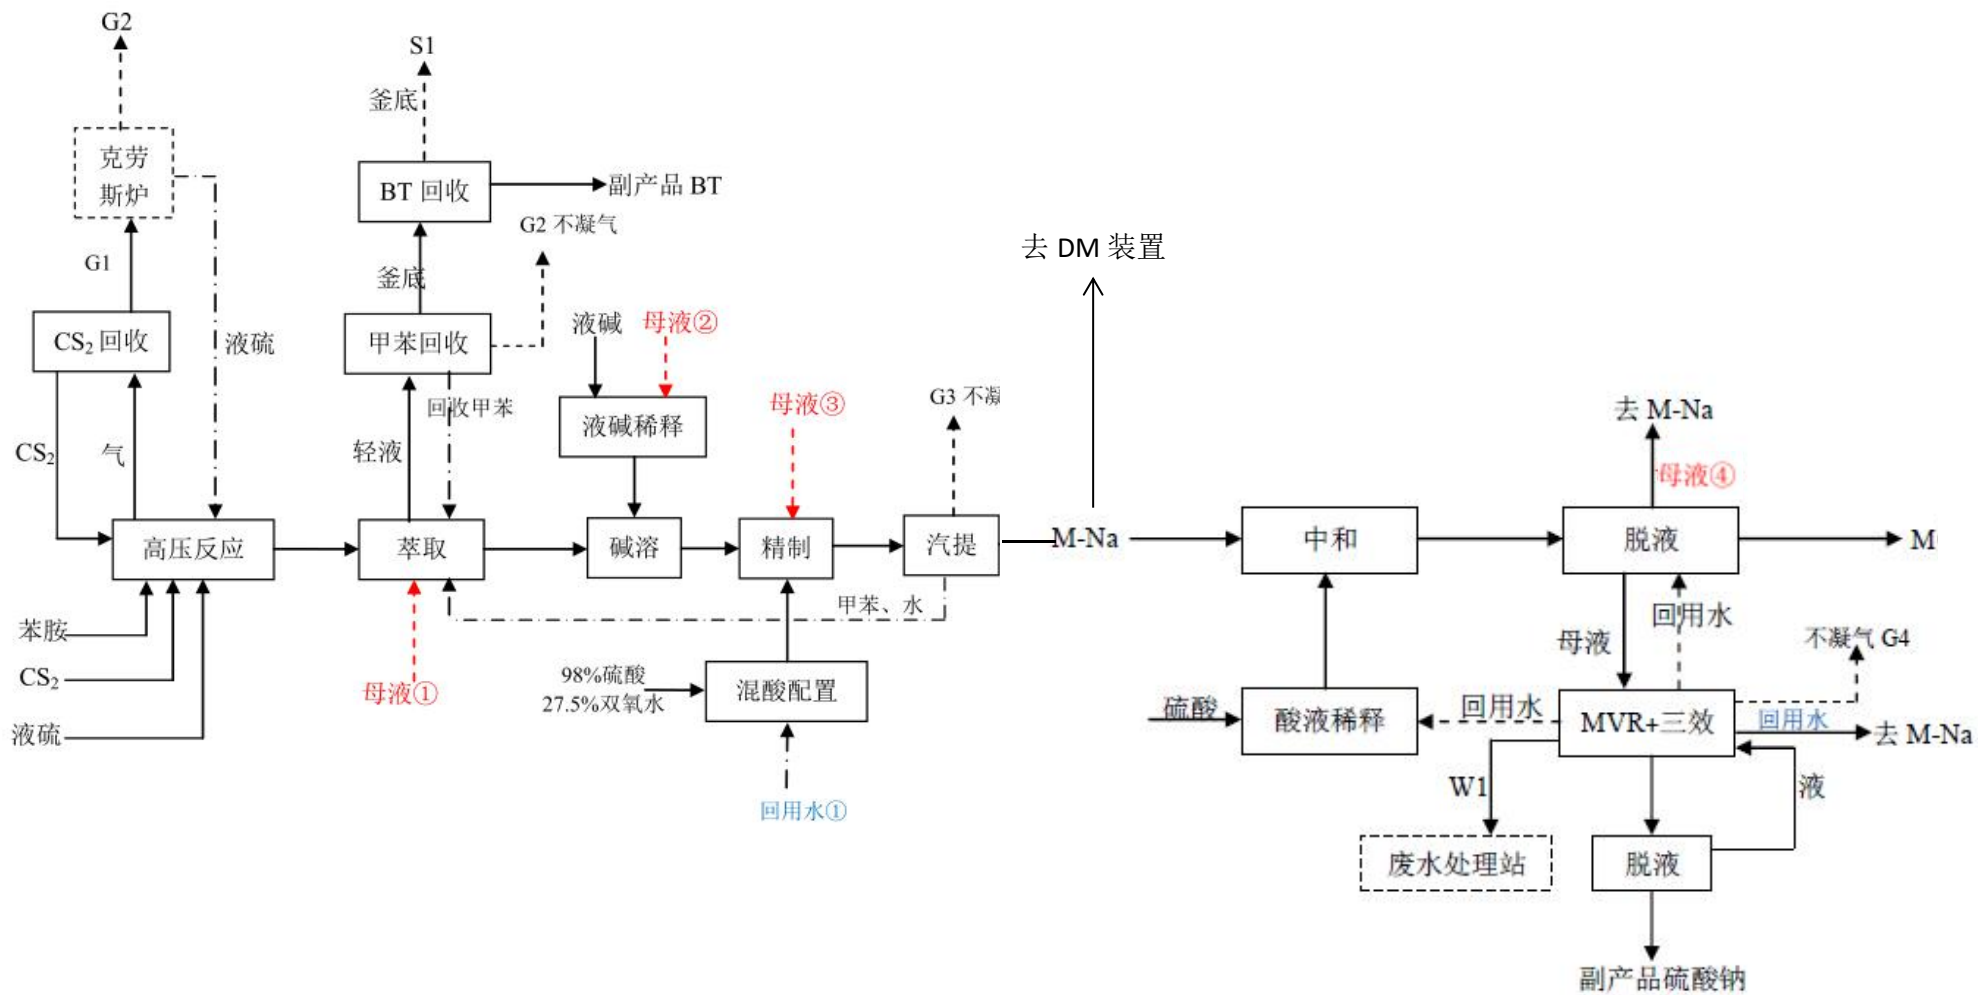 G2
S1
釜底
克劳
斯炉
BT 回收
副产品 BT
G2 不凝气
去 DM 装置
G1
釜底
CS₂ 回收
液硫
甲苯回收
液碱
母液②
回收甲苯
液碱稀释
母液③
G3 不凝
去 M-Na
CS₂
气
轻液
母液④
高压反应
萃取
碱溶
精制
汽提
M-Na
中和
脱液
M
甲苯、水
苯胺
CS₂
液硫
母液①
98%硫酸
27.5%双氧水
混酸配置
回用水①
母液
回用水
不凝气 G4
硫酸
酸液稀释
回用水
MVR+三效
回用水
去 M-Na
W1
液
废水处理站
脱液
副产品硫酸钠